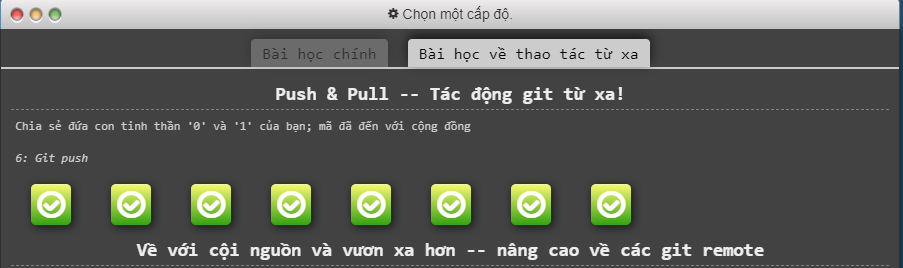 Chọn một cấp độ.
Bài học chính Bài học về thao tác từ xa
Push & Pull -- Tác động git từ xa!
Chia sẻ đứa con tinh thần '0' và '1' của bạn; mã đã đến với cộng đồng
6: Git push
Về với cội nguồn và vươn xa hơn -- nâng cao về các git remote